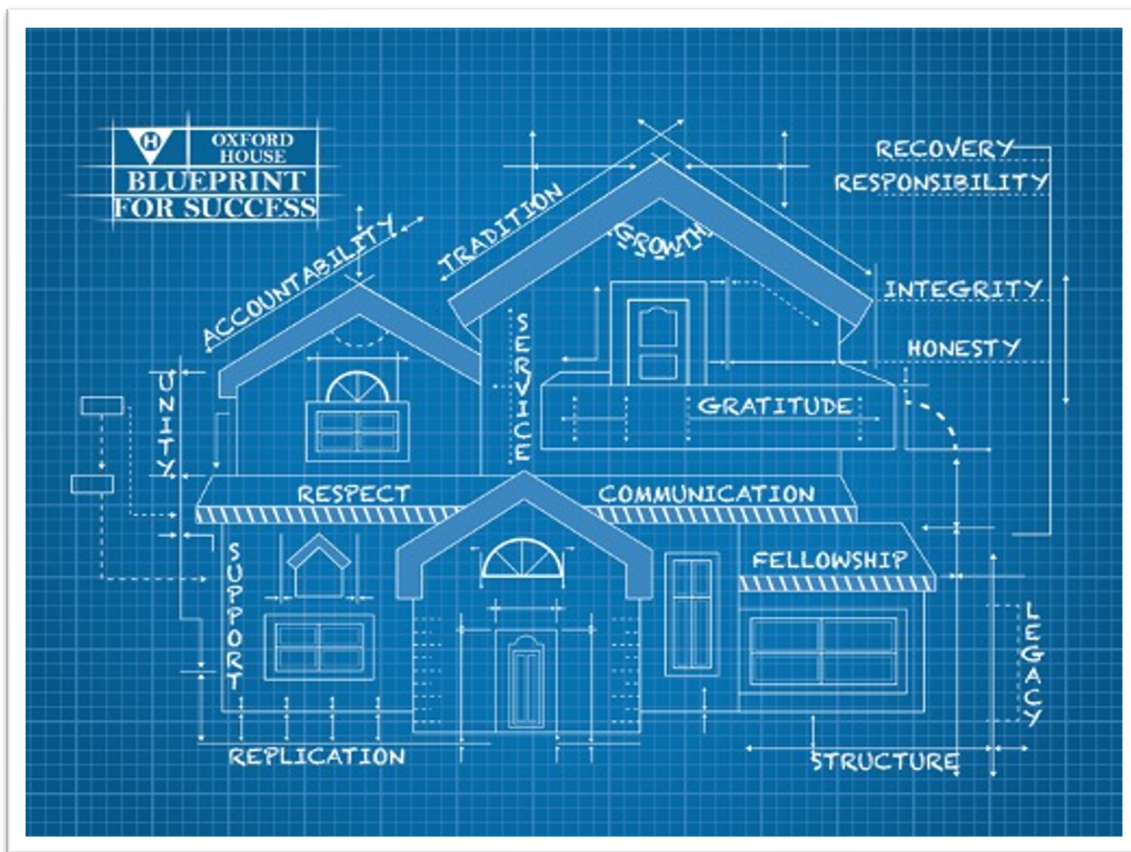 H
OXFORD
HOUSE
BLUEPRINT
FOR SUCCESS
RECOVERY
RESPONSIBILITY
TRADITION
GROWTH
ACCOUNTABILITY
INTEGRITY
SERVICE
HONESTY
UNITY
GRATITUDE
RESPECT
COMMUNICATION
SUPPORT
FELLOWSHIP
LEGACY
REPLICATION
STRUCTURE